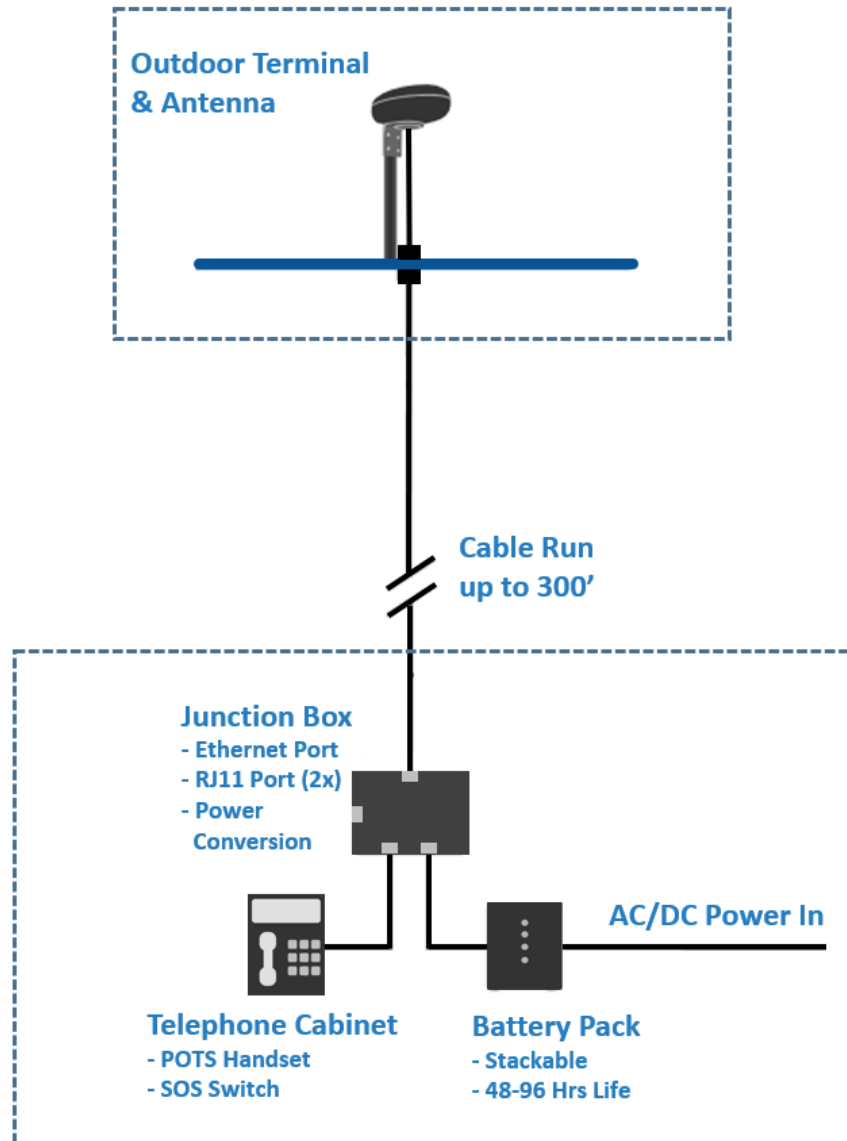 Outdoor Terminal
& Antenna
Cable Run
up to 300’
Junction Box
- Ethernet Port
- RJ11 Port (2x)
- Power
Conversion
AC/DC Power In
Telephone Cabinet
- POTS Handset
- SOS Switch
Battery Pack
- Stackable
- 48-96 Hrs Life